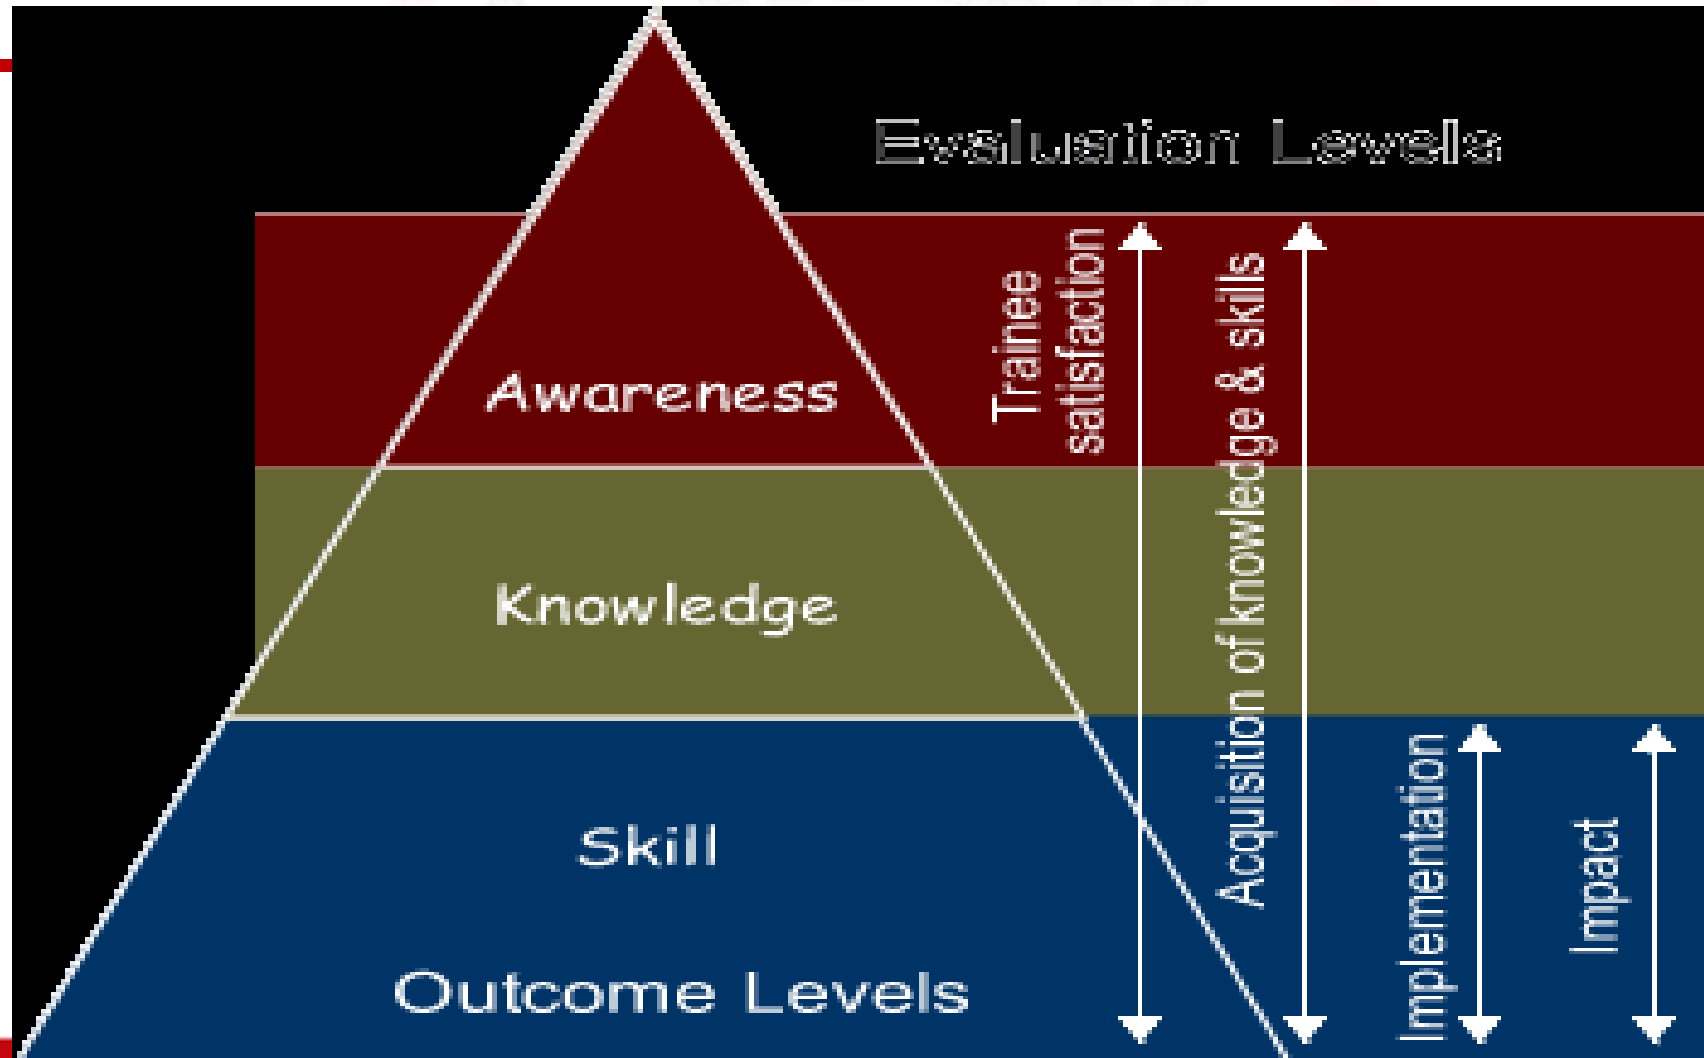 Evaluation Levels
Awareness
Knowledge
Skill
Outcome Levels
Trainee
satisfaction
Acquisition of knowledge & skills
Implementation
Impact